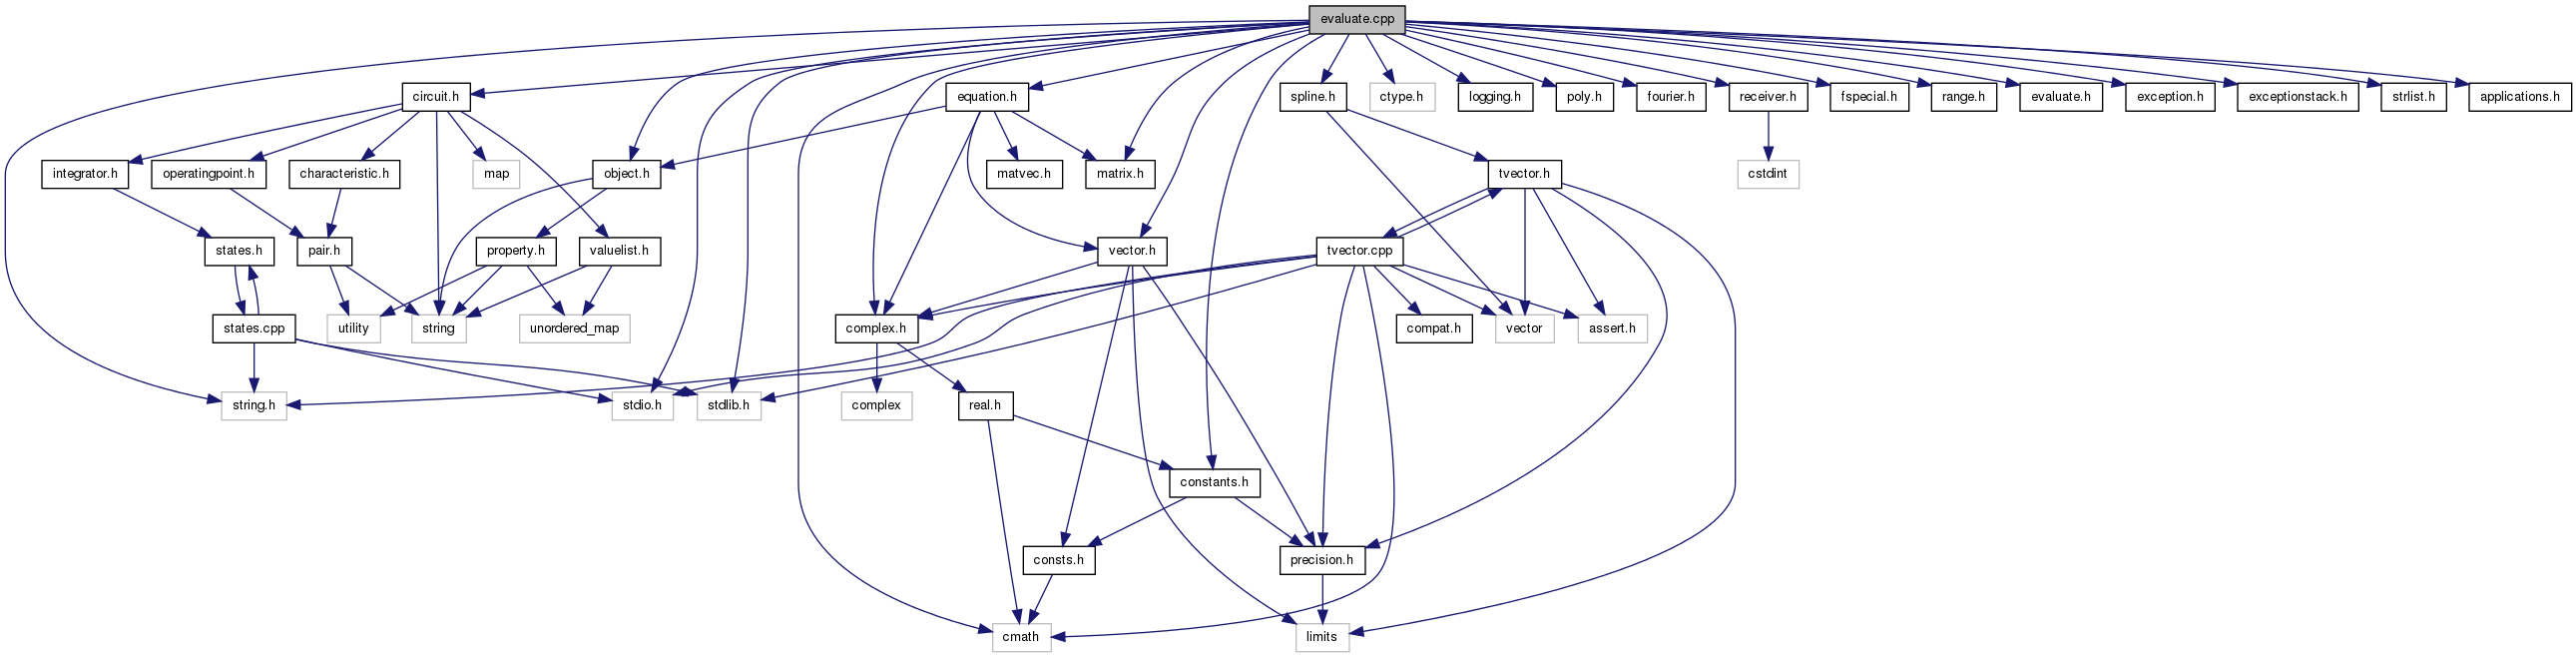 evaluate.cpp
circuit.h
equation.h
spline.h
ctype.h
logging.h
poly.h
fourier.h
receiver.h
fspecial.h
range.h
evaluate.h
exception.h
exceptionstack.h
strlist.h
applications.h
integrator.h
operatingpoint.h
characteristic.h
map
object.h
matvec.h
matrix.h
tvector.h
cstdint
states.h
pair.h
property.h
valuelist.h
vector.h
tvector.cpp
states.cpp
utility
string
unordered_map
complex.h
compat.h
vector
assert.h
string.h
stdio.h
stdlib.h
complex
real.h
constants.h
consts.h
precision.h
cmath
limits